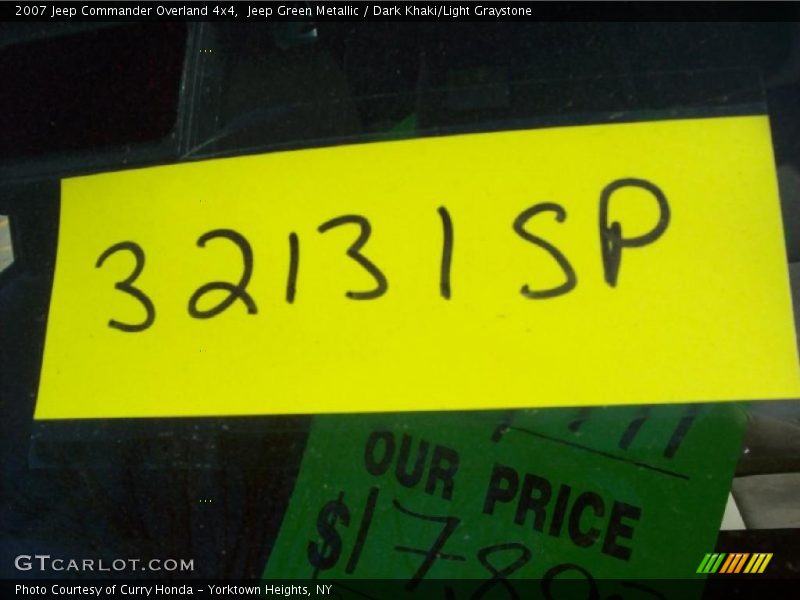 2007 Jeep Commander Overland 4x4,  Jeep Green Metallic / Dark Khaki/Light Graystone
32131SP
OUR PRICE
GTCARLOT.COM
Photo Courtesy of Curry Honda - Yorktown Heights, NY